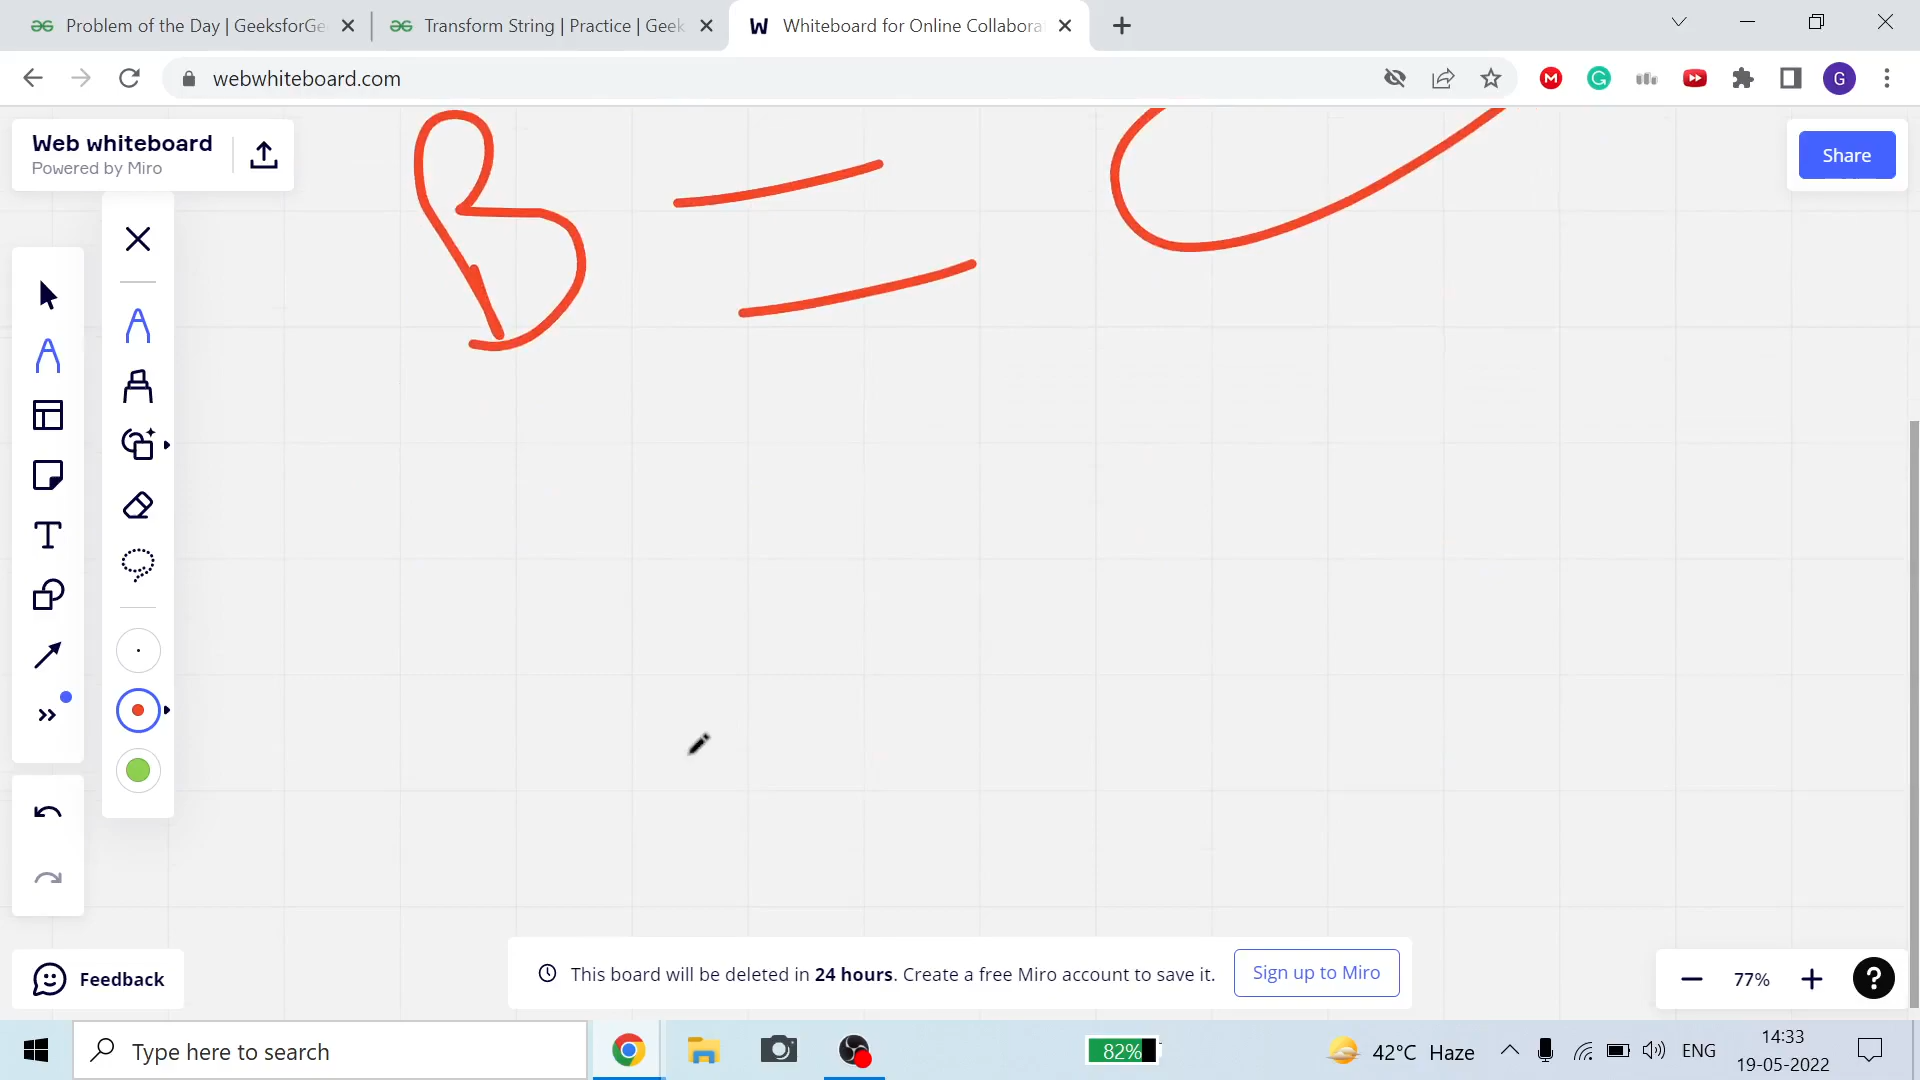 Problem of the Day | GeeksforGe
Transform String | Practice | Geek
W Whiteboard for Online Collabora
webwhiteboard.com
G
Web whiteboard
Powered by Miro
Share
B =
T
Feedback
This board will be deleted in 24 hours. Create a free Miro account to save it.
Sign up to Miro
77%
?
Type here to search
82%
42°C Haze
ENG
14:33
19-05-2022